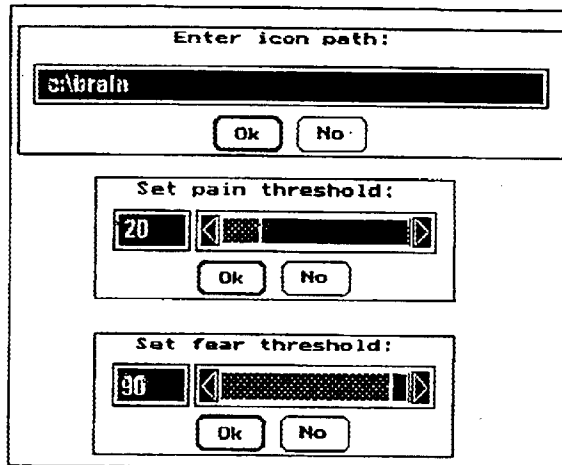 Enter icon path:
c:\brain
Ok No
Set pain threshold:
20
Ok No
Set fear threshold:
90
Ok No